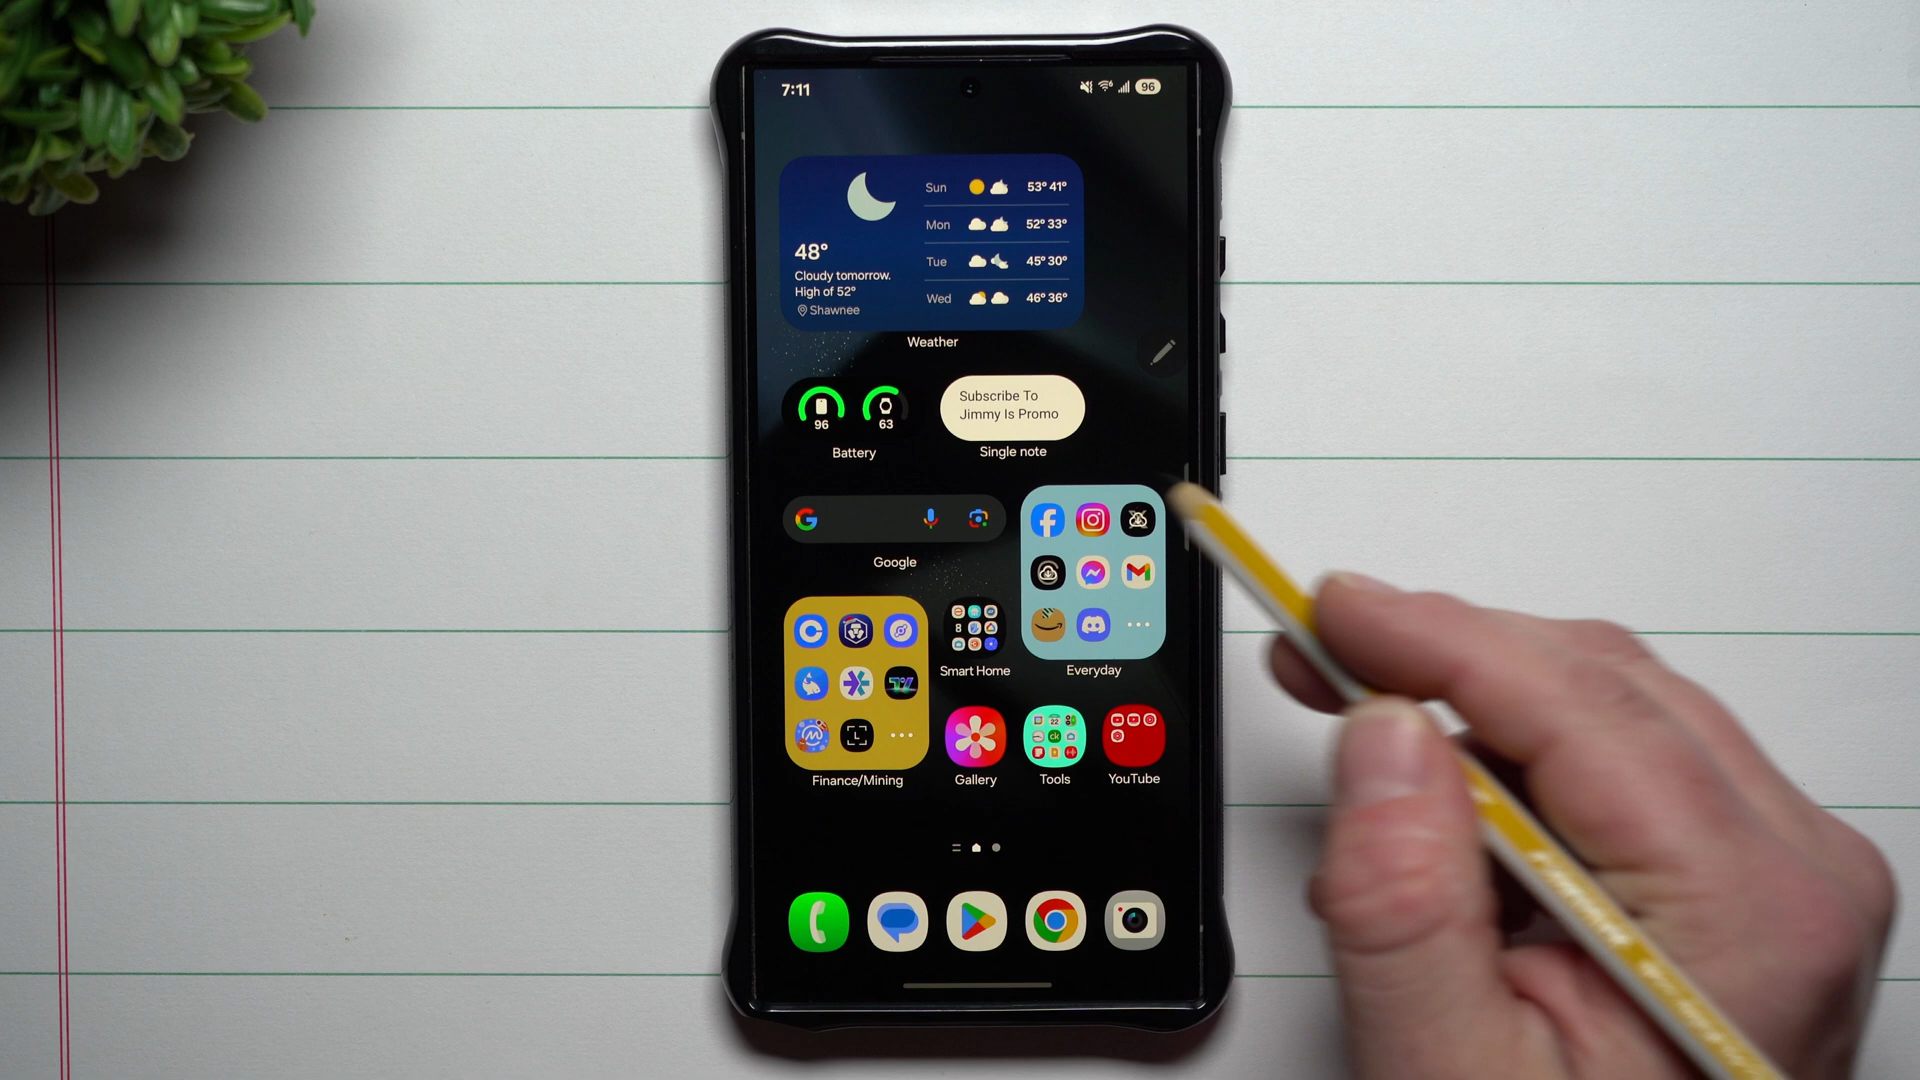 7:11
96
Sun 53° 41°
Mon 52° 33°
Tue 45° 30°
Wed 46° 36°
48°
Cloudy tomorrow.
High of 52°
Shawnee
Weather
96
63
Battery
Subscribe To
Jimmy Is Promo
Single note
Google
Everyday
Smart Home
Finance/Mining
Gallery
Tools
YouTube